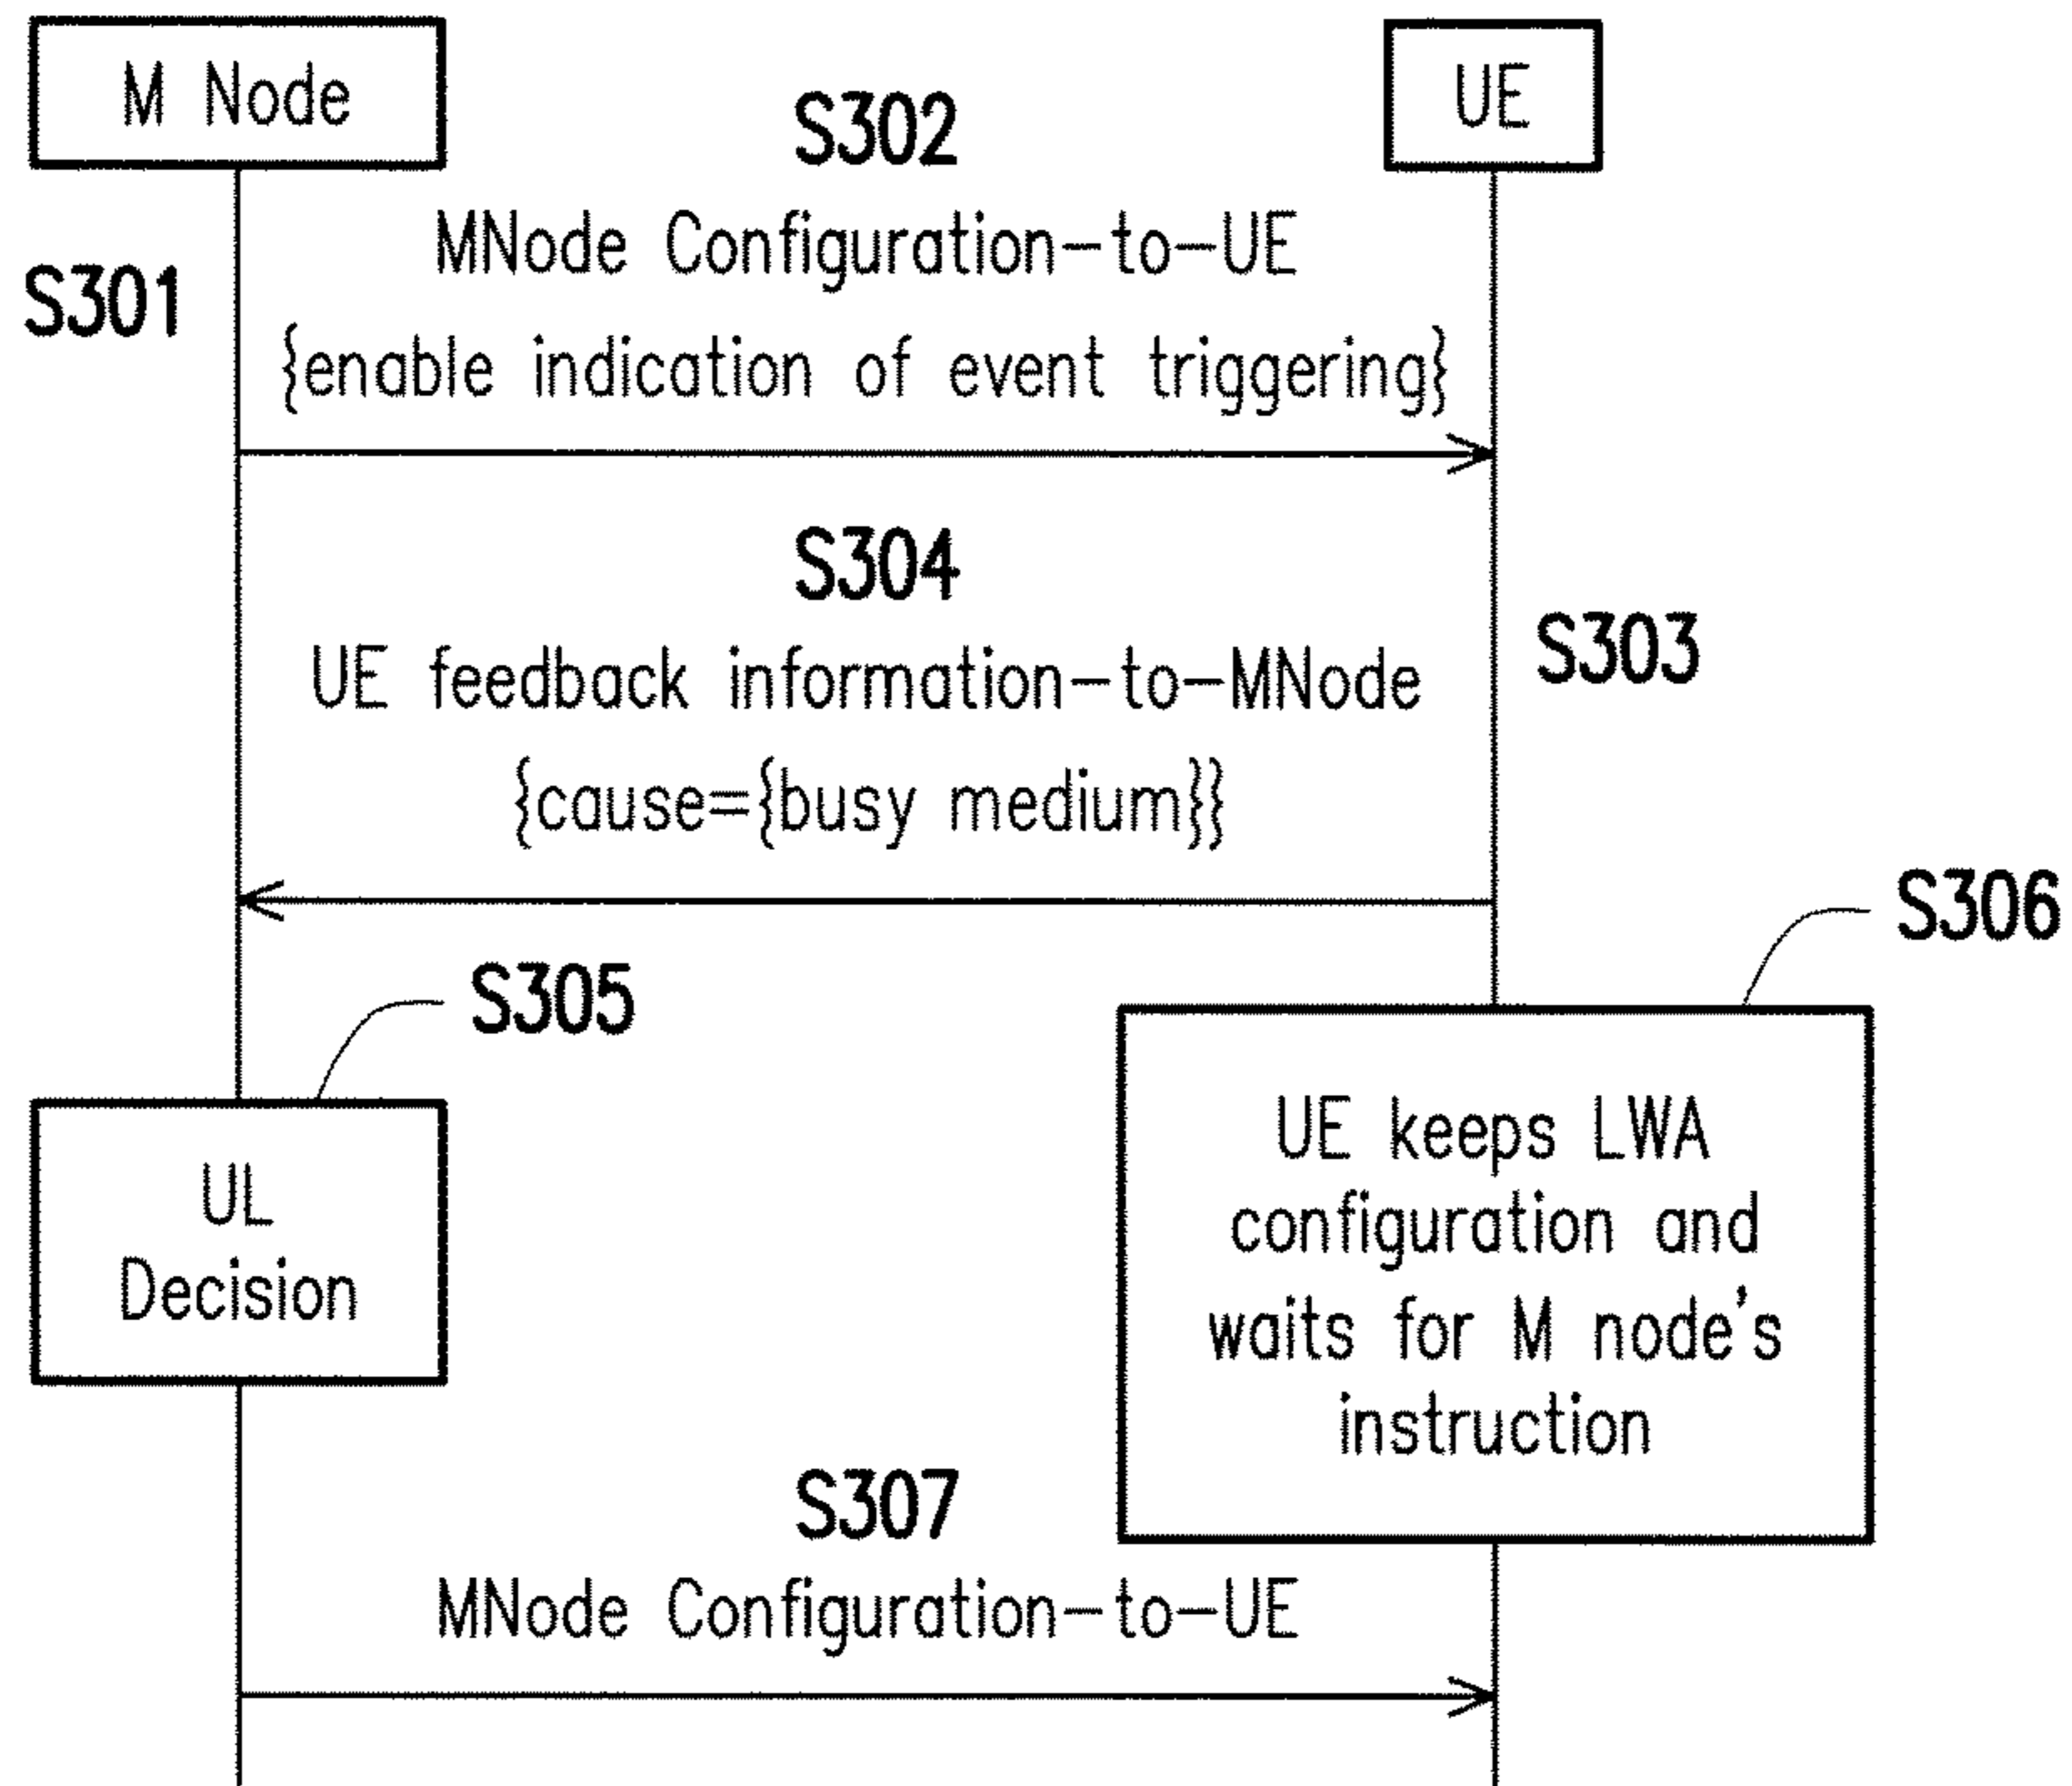 M Node
UE
S302
MNode Configuration-to-UE
S301
{enable indication of event triggering}
S304
S303
UE feedback information-to-MNode
{cause={busy medium}}
S306
S305
UL
Decision
UE keeps LWA
configuration and
waits for M node's
instruction
S307
MNode Configuration-to-UE